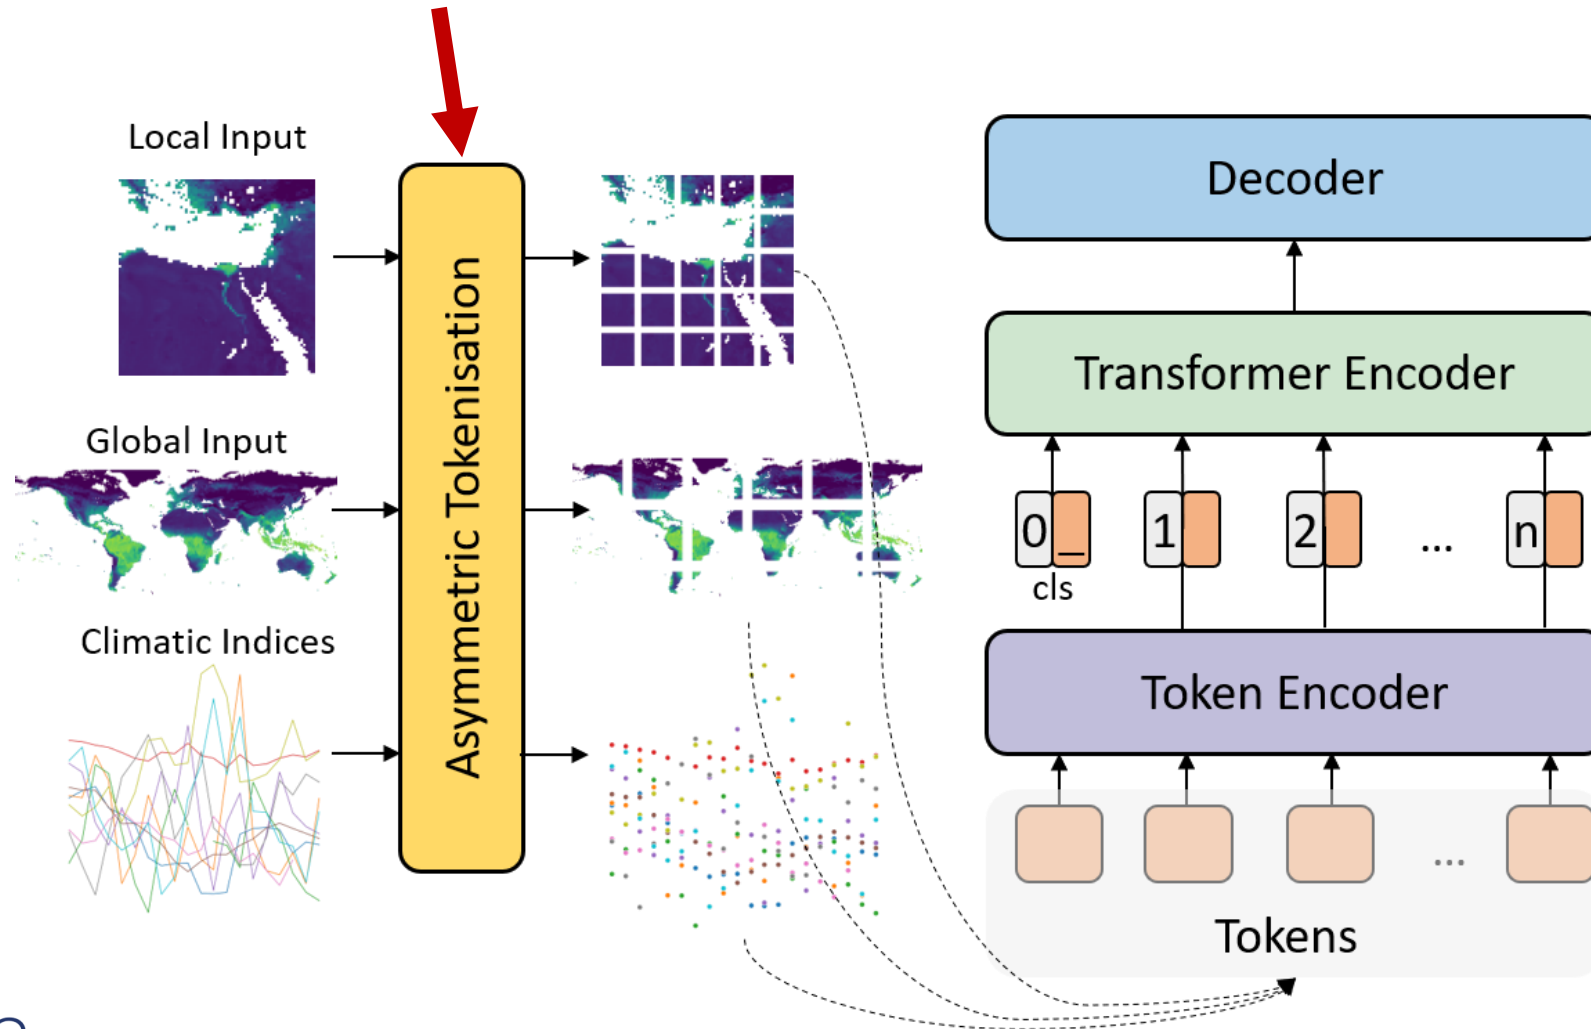 Local Input
Global Input
Climatic Indices
Asymmetric Tokenisation
Decoder
Transformer Encoder
0 _ 1 2 ... n
cls
Token Encoder
...
Tokens